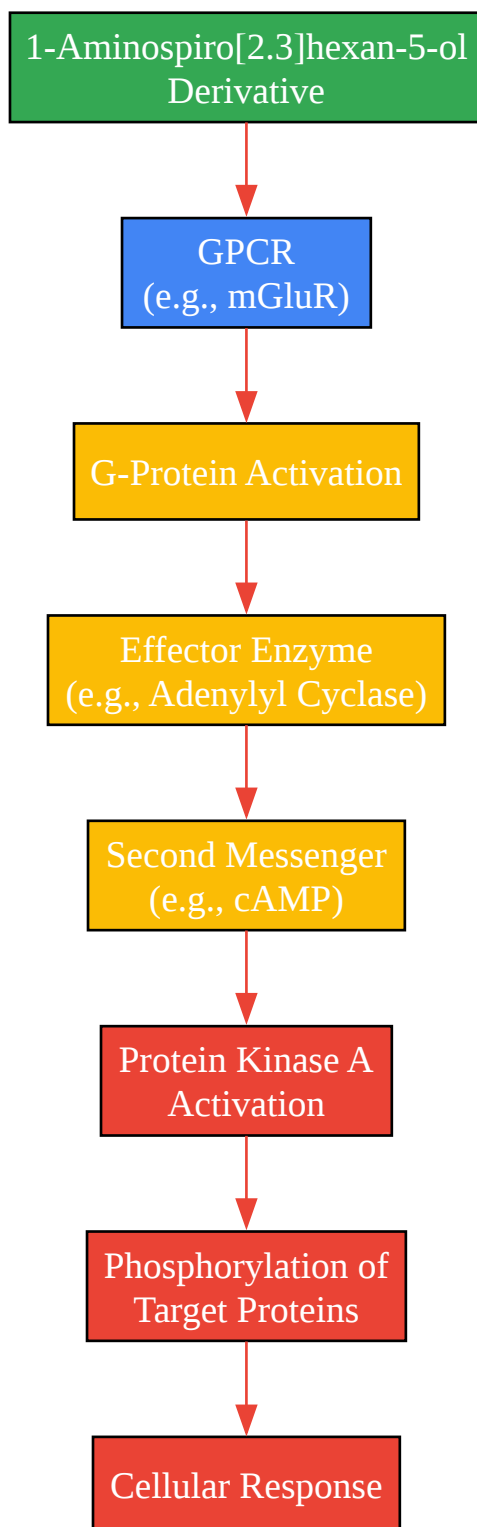 1-Aminospiro[2.3]hexan-5-ol
Derivative
GPCR
(e.g., mGluR)
G-Protein Activation
Effector Enzyme
(e.g., Adenylyl Cyclase)
Second Messenger
(e.g., cAMP)
Protein Kinase A
Activation
Phosphorylation of
Target Proteins
Cellular Response